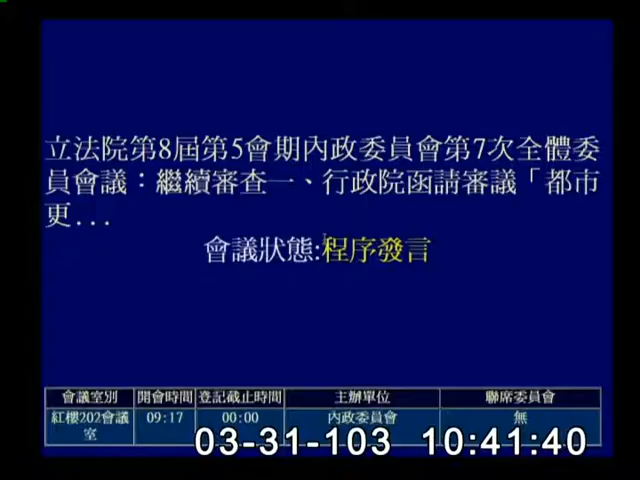 立法院第8屆第5會期內政委員會第7次全體委
員會議：繼續審查一、行政院函請審議「都市
更...
會議狀態:程序發言
會議室別 開會時間 登記截止時間 主辦單位 聯席委員會
紅樓202會議室 09:17 00:00 內政委員會 無
03-31-103 10:41:40